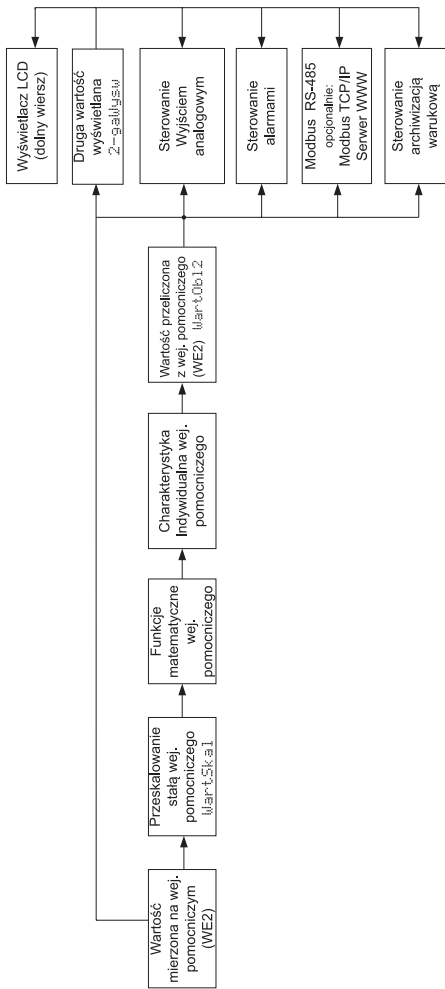 Wartość
mierzona na wej.
pomocniczym
(WE2)
Przeskalowanie
stałą wej.
pomocniczego
WartSkal
Funkcje
matematyczne
wej.
pomocniczego
Charakterystyka
Indywidualna wej.
pomocniczego
Wartość przeliczona
z wej. pomocniczego
(WE2) WartObl2
Wyświetlacz LCD
(dolny wiersz)
Druga wartość
wyświetlana
2-gaWysw
Sterowanie
Wyjściem
analogowym
Sterowanie
alarmami
Modbus RS-485
opcjonalnie:
Modbus TCP/IP
Serwer WWW
Sterowanie
archiwizacją
warukową